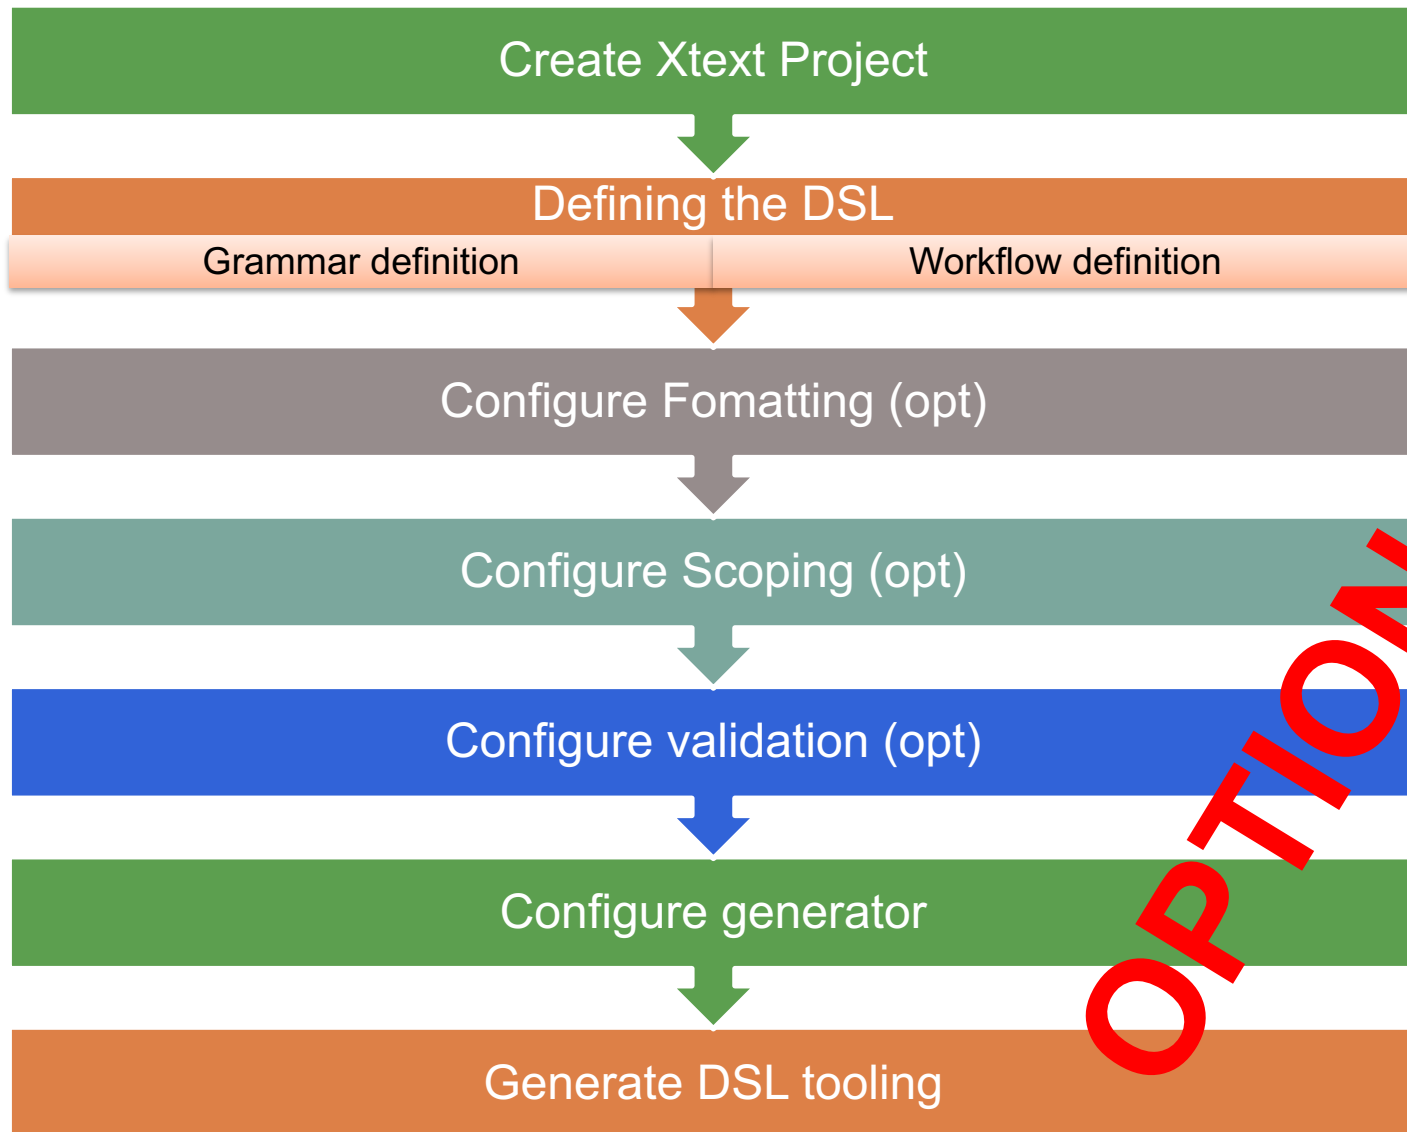 Create Xtext Project
Defining the DSL
Grammar definition
Workflow definition
Configure Fomatting (opt)
Configure Scoping (opt)
Configure validation (opt)
Configure generator
Generate DSL tooling
OPTION